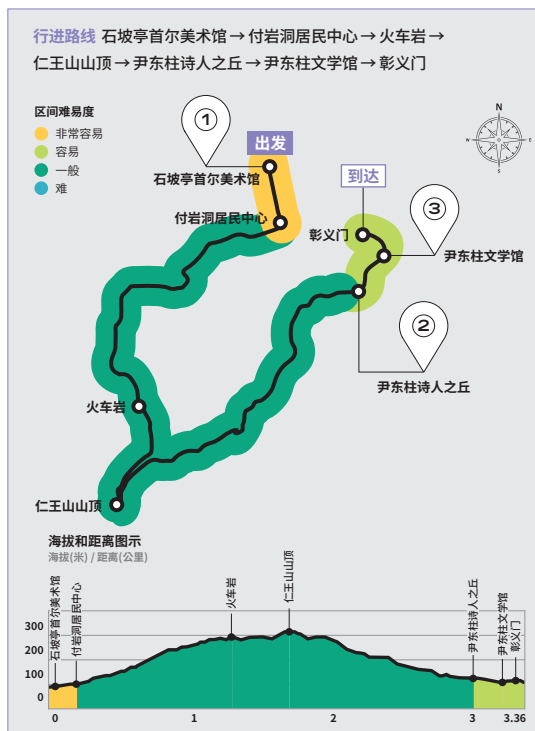 行进路线 石坡亭首尔美术馆→付岩洞居民中心→火车岩→
仁王山山顶→尹东柱诗人之丘→尹东柱文学馆→彰义门
区间难易度
非常容易
容易
一般
难
N
W
E
S
①
出发
石坡亭首尔美术馆
付岩洞居民中心
到达
彰义门
③
尹东柱文学馆
②
尹东柱诗人之丘
火车岩
仁王山山顶
海拔和距离图示
海拔(米) / 距离(公里)
石坡亭首尔美术馆
付岩洞居民中心
火车岩
仁王山山顶
尹东柱诗人之丘
尹东柱文学馆
彰义门
300
200
100
0
0 1 2 3 3.36